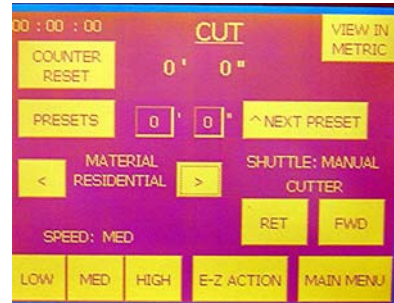 00 : 00 : 00
CUT
VIEW IN
METRIC
COUNTER
RESET
0 ' 0 "
PRESETS
0 ' 0 "
^ NEXT PRESET
<
MATERIAL
RESIDENTIAL
>
SHUTTLE: MANUAL
CUTTER
RET
FWD
SPEED: MED
LOW
MED
HIGH
E-Z ACTION
MAIN MENU